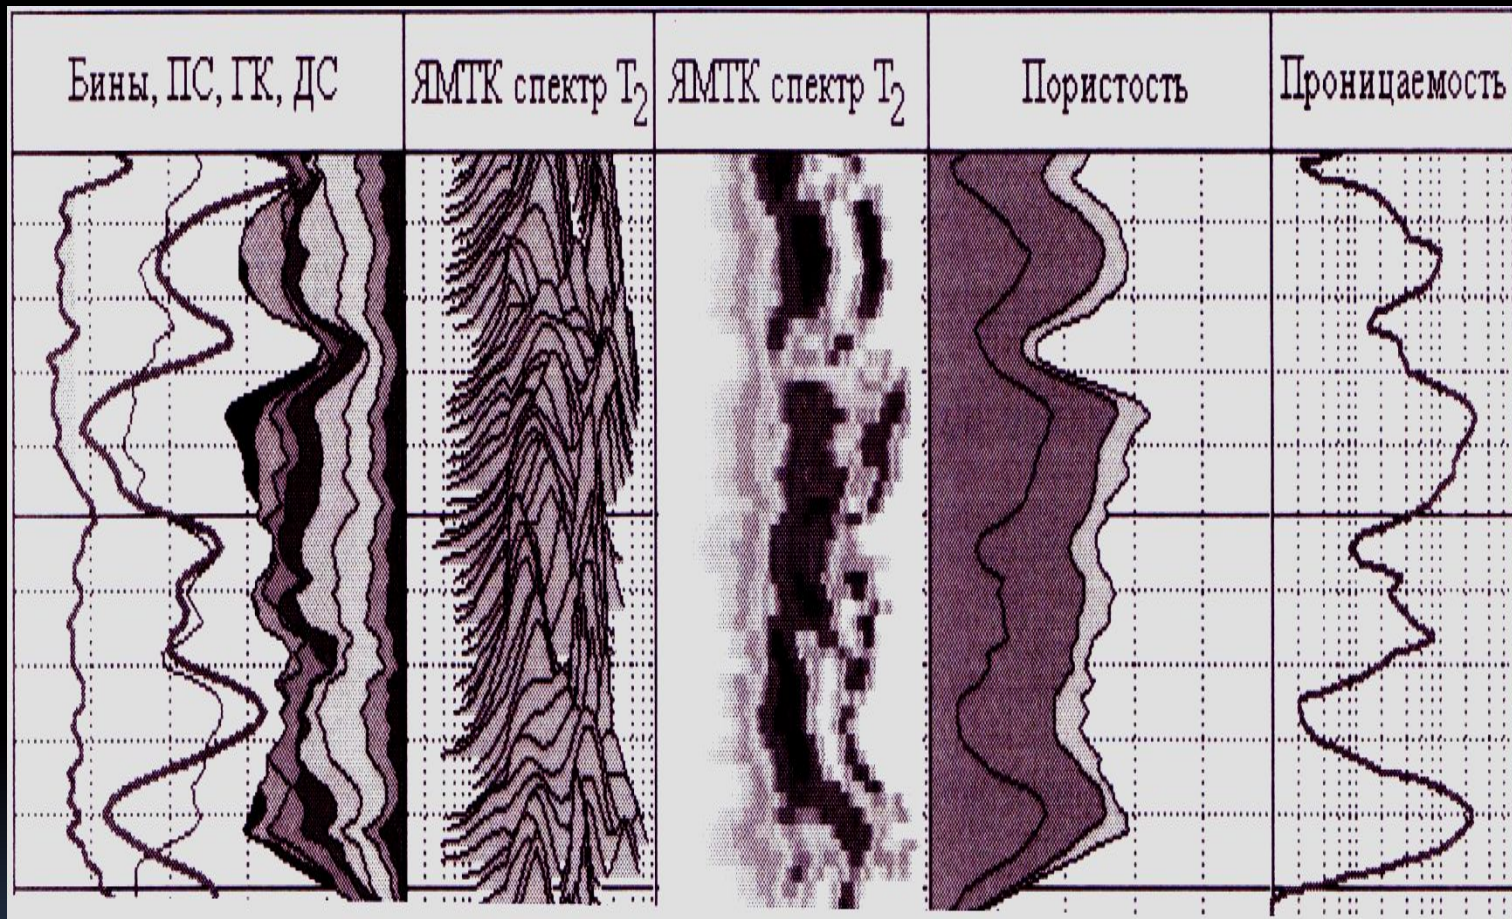 Бины, ПС, ГК, ДС
ЯМТК спектр T₂
ЯМТК спектр T₂
Пористость
Проницаемость